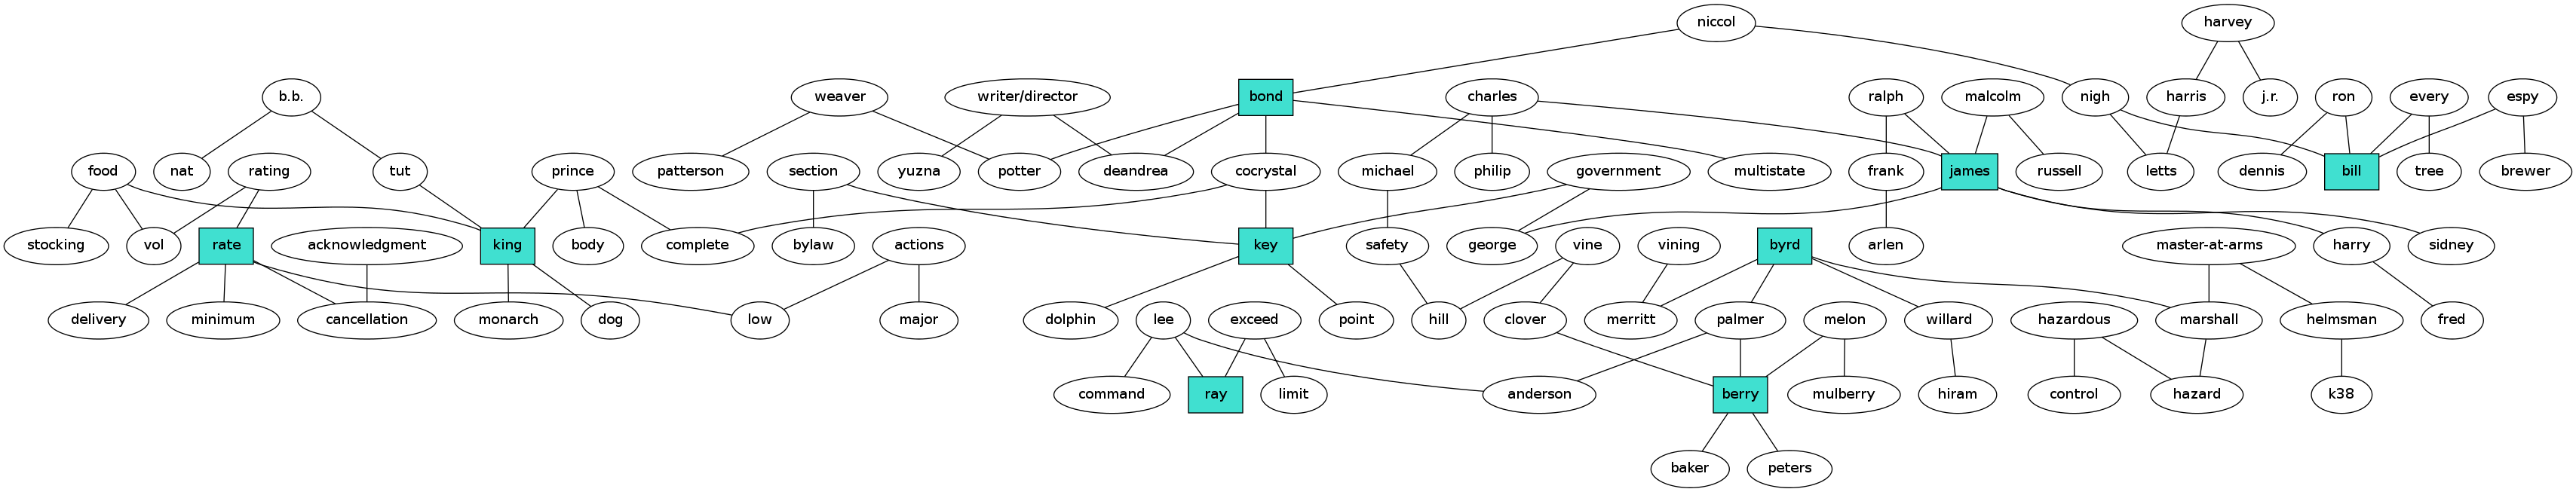 niccol
harvey
b.b.
weaver
writer/director
bond
charles
ralph
malcolm
nigh
harris
j.r.
ron
every
espy
food
nat
rating
tut
prince
patterson
section
yuzna
potter
deandrea
cocrystal
michael
philip
government
multistate
frank
james
russell
letts
dennis
bill
tree
brewer
stocking
vol
rate
acknowledgment
king
body
complete
bylaw
actions
key
safety
george
vine
vining
byrd
arlen
master-at-arms
harry
sidney
delivery
minimum
cancellation
monarch
dog
low
major
dolphin
lee
exceed
point
hill
clover
merritt
palmer
melon
willard
hazardous
marshall
helmsman
fred
command
ray
limit
anderson
berry
mulberry
hiram
control
hazard
k38
baker
peters